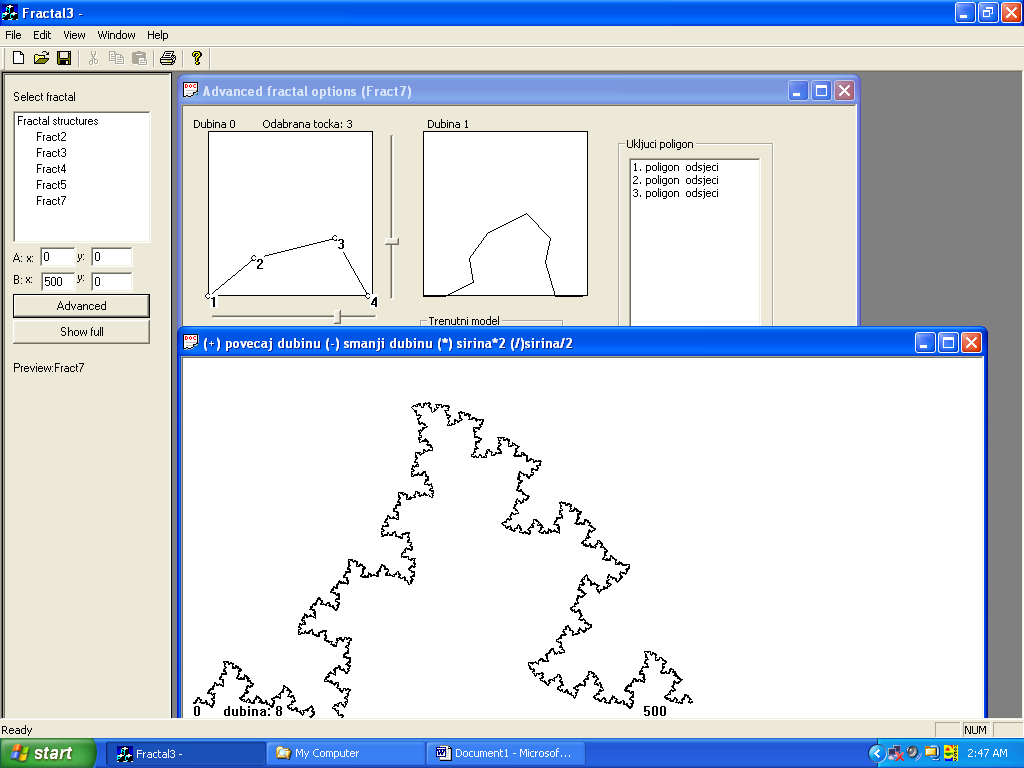 Fractal3 -
File Edit View Window Help
Select fractal
Fractal structures
Fract2
Fract3
Fract4
Fract5
Fract7
A: x: 0 y: 0
B: x: 500 y: 0
Advanced
Show full
Preview:Fract7
Advanced fractal options (Fract7)
Dubina 0 Odabrana tocka: 3
1
2
3
4
Dubina 1
Ukljuci poligon
1. poligon odsjeci
2. poligon odsjeci
3. poligon odsjeci
Trenutni model
(+) povecaj dubinu (-) smanji dubinu (*) sirina*2 (/)sirina/2
0 dubina: 8 500
Ready NUM
start Fractal3 - My Computer Document1 - Microsof... 2:47 AM